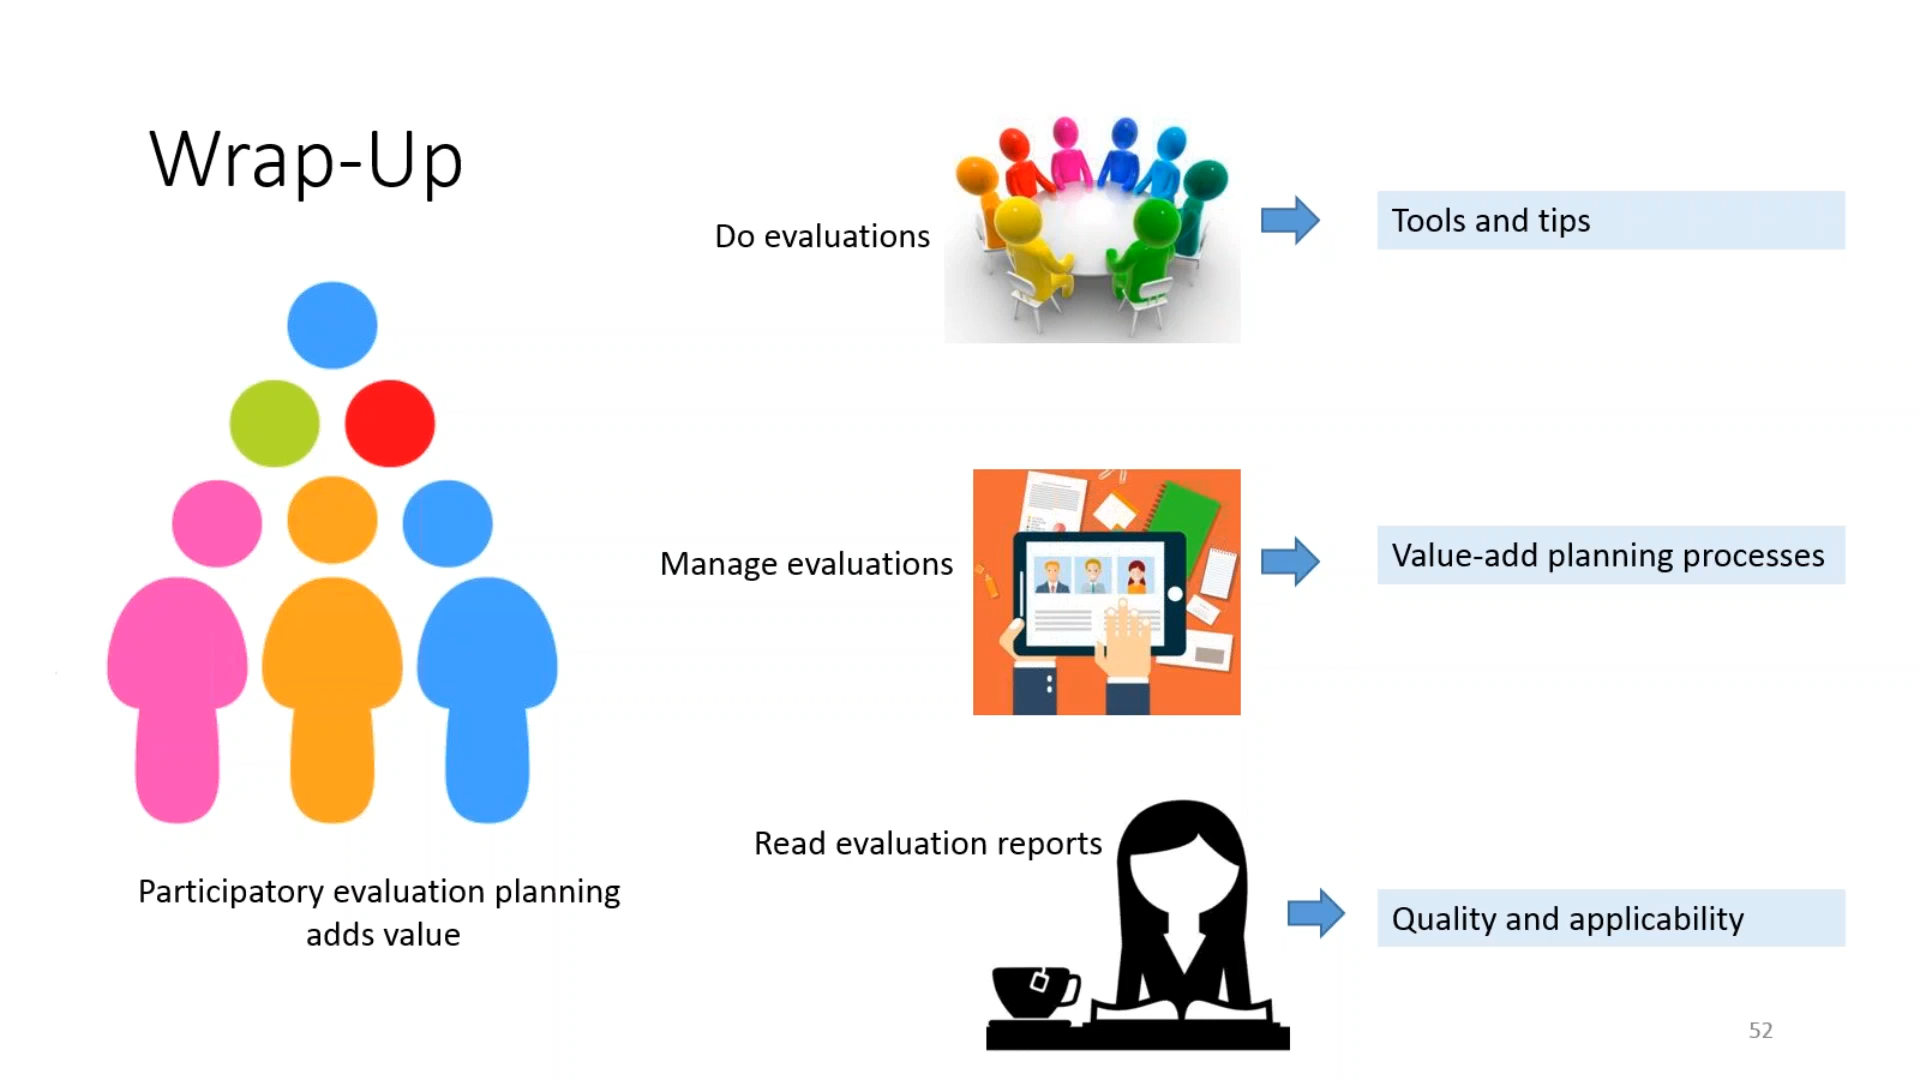 Wrap-Up
Participatory evaluation planning
adds value
Do evaluations
Tools and tips
Manage evaluations
Value-add planning processes
Read evaluation reports
Quality and applicability
52